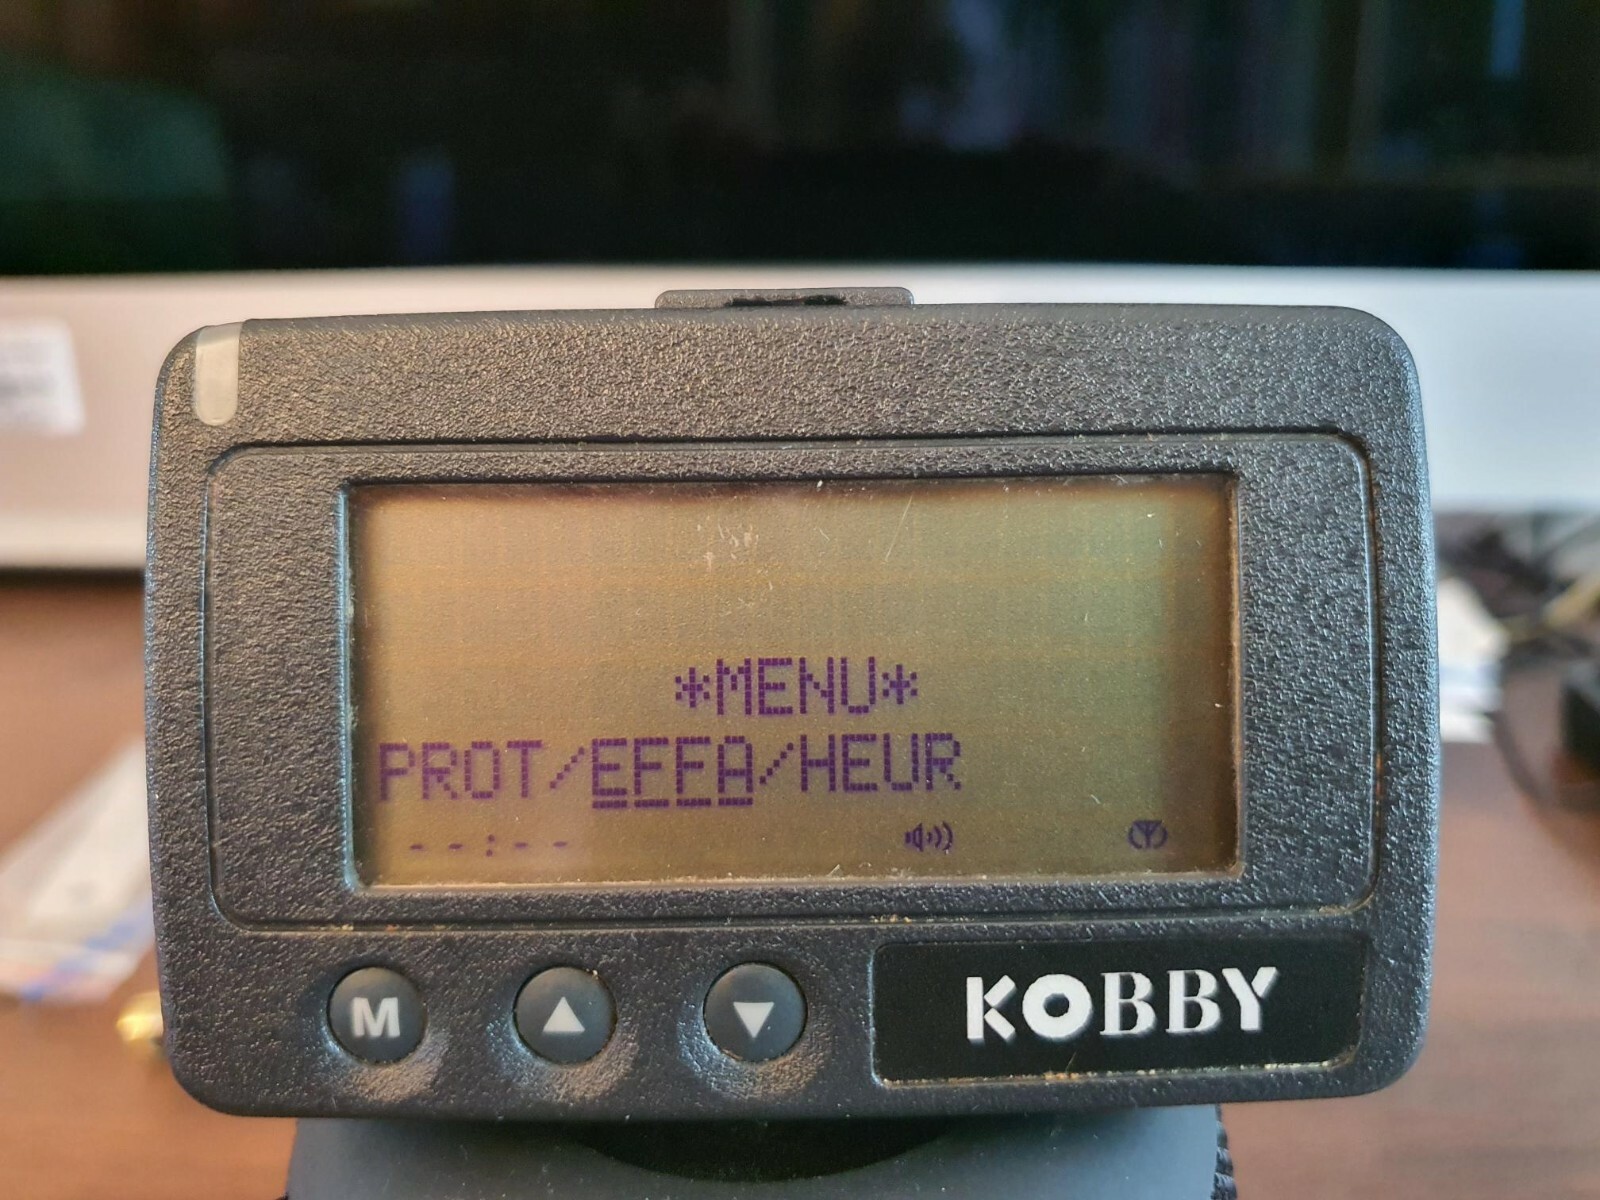 *MENU*
PROT/EFFA/HEUR
--:--
M
KOBBY